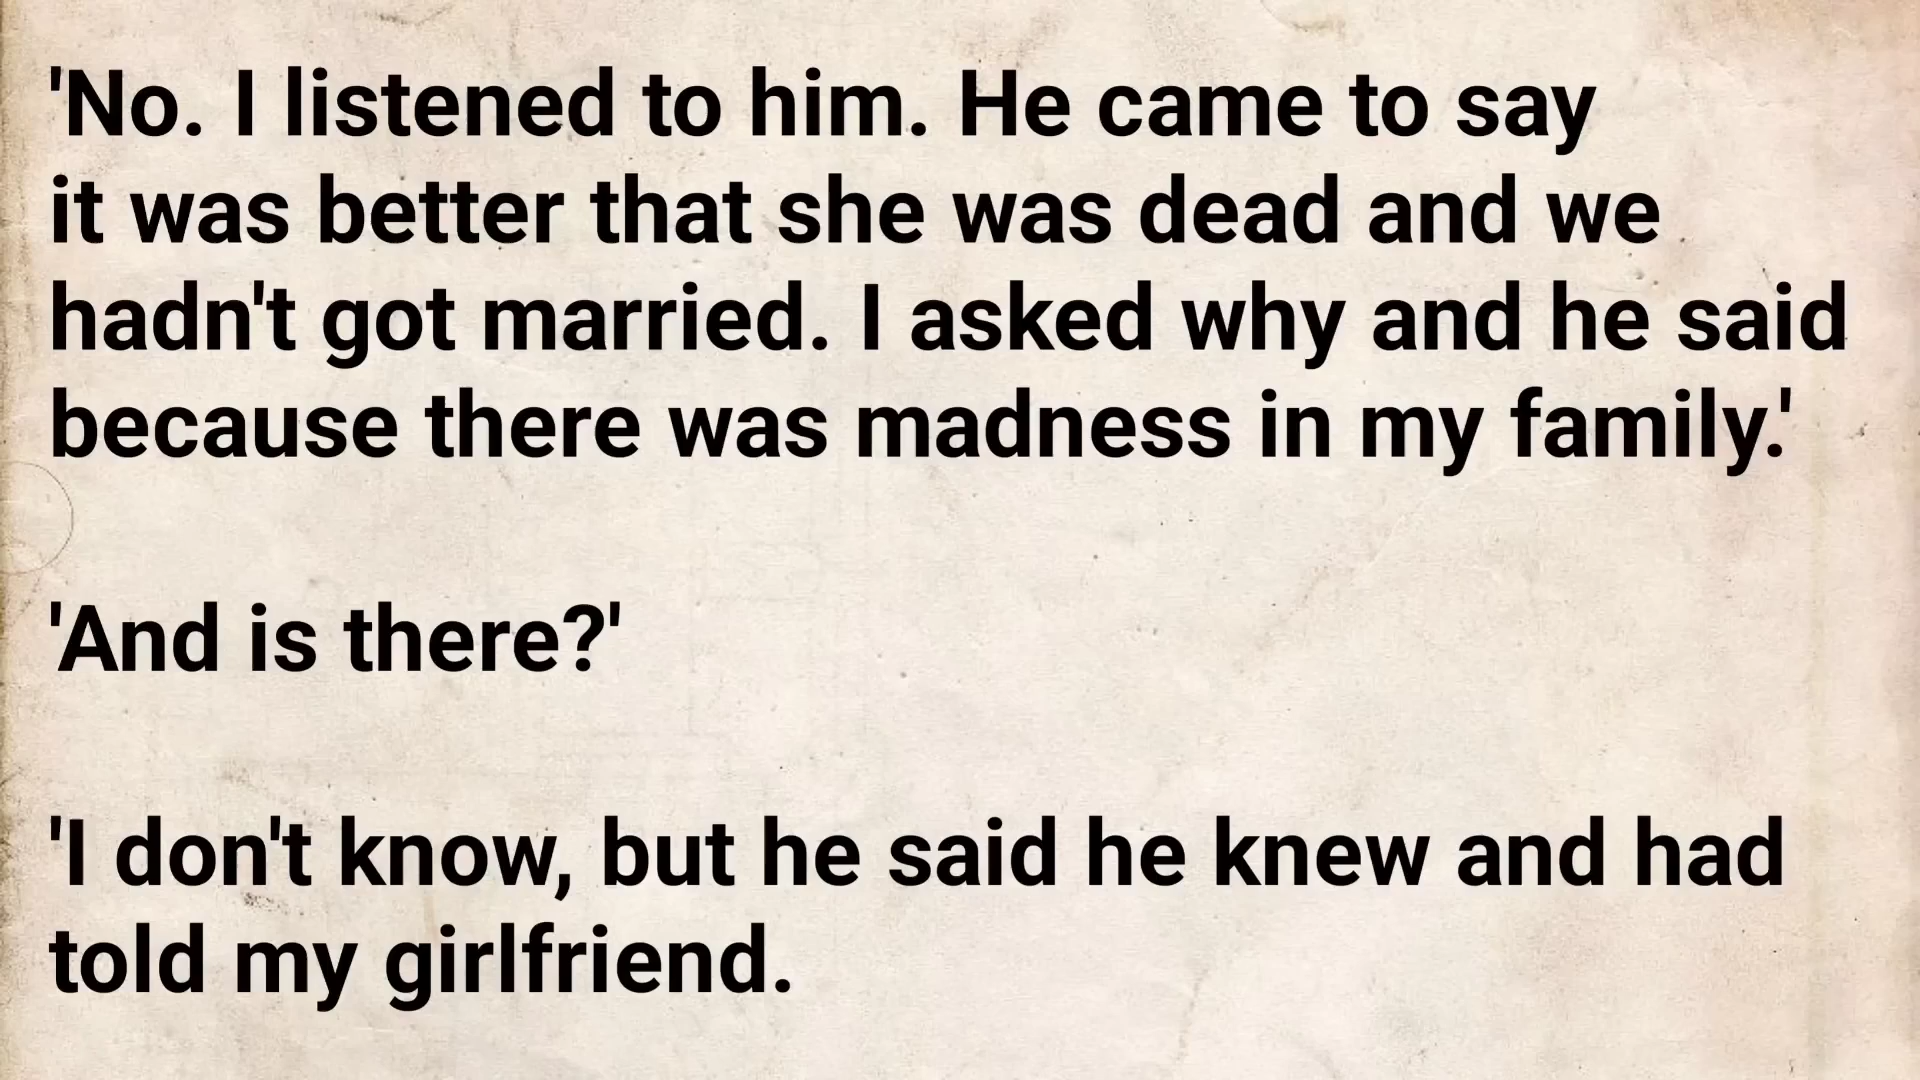 'No. I listened to him. He came to say
it was better that she was dead and we
hadn't got married. I asked why and he said
because there was madness in my family.'
'And is there?'
'I don't know, but he said he knew and had
told my girlfriend.